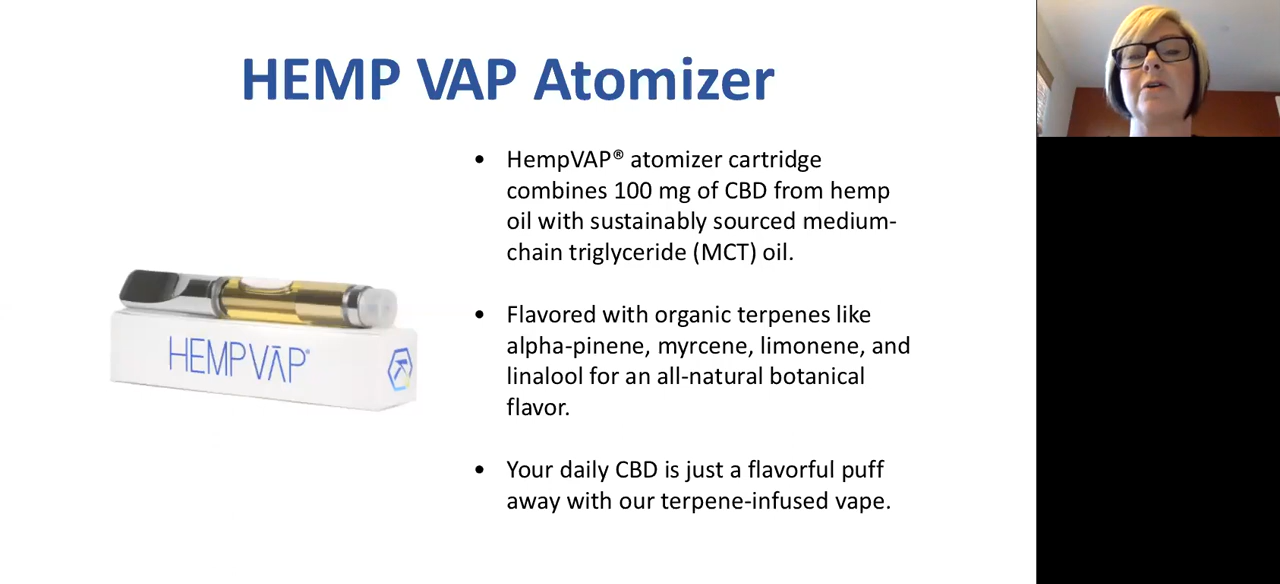 HEMP VAP Atomizer
• HempVAP® atomizer cartridge
combines 100 mg of CBD from hemp
oil with sustainably sourced medium-
chain triglyceride (MCT) oil.
• Flavored with organic terpenes like
alpha-pinene, myrcene, limonene, and
linalool for an all-natural botanical
flavor.
• Your daily CBD is just a flavorful puff
away with our terpene-infused vape.
HEMPVĀP®